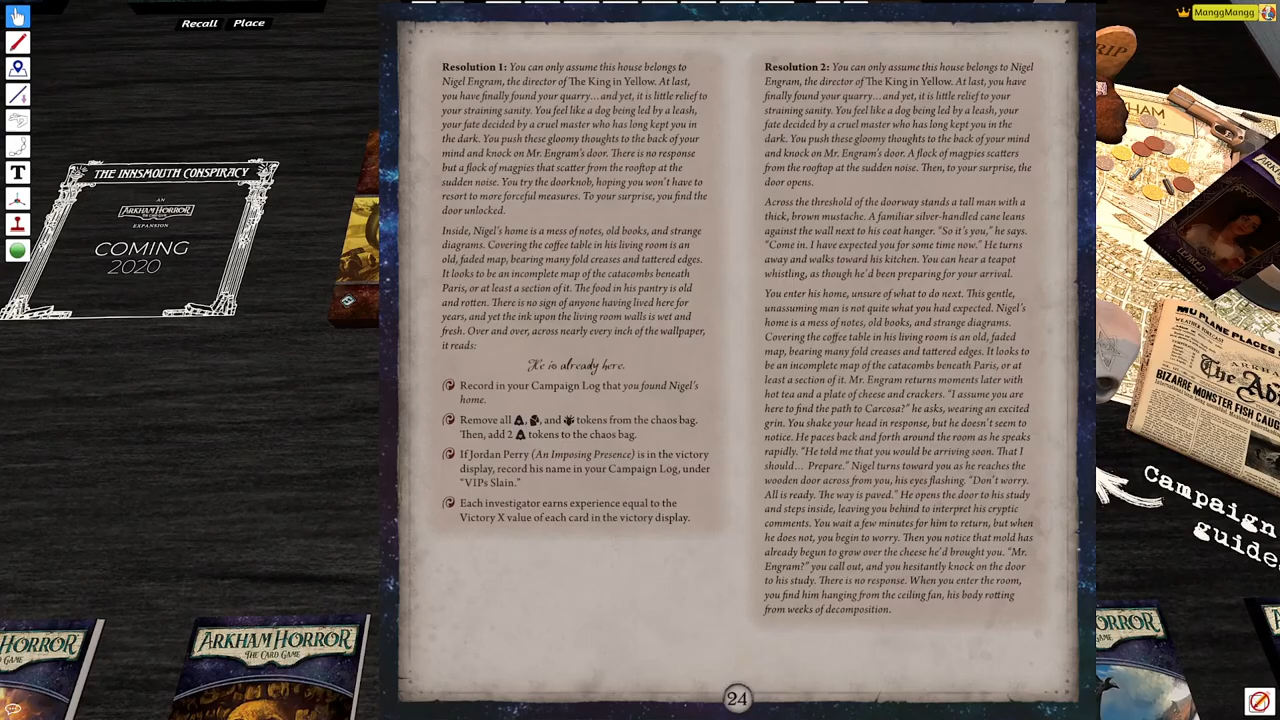 Recall Place
ManggMangg
THE INNSMOUTH CONSPIRACY
AN
ARKHAM HORROR
THE CARD GAME
EXPANSION
COMING
2020
Resolution 1: You can only assume this house belongs to
Nigel Engram, the director of The King in Yellow. At last,
you have finally found your quarry…and yet, it is little relief to
your straining sanity. You feel like a dog being led by a leash,
your fate decided by a cruel master who has long kept you in
the dark. You push these gloomy thoughts to the back of your
mind and knock on Mr. Engram's door. There is no response
but a flock of magpies that scatter from the rooftop at the
sudden noise. You try the doorknob, hoping you won't have to
resort to more forceful measures. To your surprise, you find the
door unlocked.
Inside, Nigel's home is a mess of notes, old books, and strange
diagrams. Covering the coffee table in his living room is an
old, faded map, bearing many fold creases and tattered edges.
It looks to be an incomplete map of the catacombs beneath
Paris, or at least a section of it. The food in his pantry is old
and rotten. There is no sign of anyone having lived here for
years, and yet the ink upon the living room walls is wet and
fresh. Over and over, across nearly every inch of the wallpaper,
it reads:
He is already here.
Record in your Campaign Log that you found Nigel's
home.
Remove all , , and tokens from the chaos bag.
Then, add 2 tokens to the chaos bag.
If Jordan Perry (An Imposing Presence) is in the victory
display, record his name in your Campaign Log, under
"VIPs Slain."
Each investigator earns experience equal to the
Victory X value of each card in the victory display.
Resolution 2: You can only assume this house belongs to Nigel
Engram, the director of The King in Yellow. At last, you have
finally found your quarry…and yet, it is little relief to your
straining sanity. You feel like a dog being led by a leash, your
fate decided by a cruel master who has long kept you in the
dark. You push these gloomy thoughts to the back of your mind
and knock on Mr. Engram's door. A flock of magpies scatters
from the rooftop at the sudden noise. Then, to your surprise, the
door opens.
Across the threshold of the doorway stands a tall man with a
thick, brown mustache. A familiar silver-handled cane leans
against the wall next to his coat hanger. "So it's you," he says.
"Come in. I have expected you for some time now." He turns
away and walks toward his kitchen. You can hear a teapot
whistling, as though he'd been preparing for your arrival.
You enter his home, unsure of what to do next. This gentle,
unassuming man is not quite what you had expected. Nigel's
home is a mess of notes, old books, and strange diagrams.
Covering the coffee table in his living room is an old, faded
map, bearing many fold creases and tattered edges. It looks to
be an incomplete map of the catacombs beneath Paris, or at
least a section of it. Mr. Engram returns moments later with
hot tea and a plate of cheese and crackers. "I assume you are
here to find the path to Carcosa?" he asks, wearing an excited
grin. You shake your head in response, but he doesn't seem to
notice. He paces back and forth around the room as he speaks
rapidly. "He told me that you would be arriving soon. That I
should… Prepare." Nigel turns toward you as he reaches the
wooden door across from you, his eyes flashing. "Don't worry.
All is ready. The way is paved." He opens the door to his study
and steps inside, leaving you behind to interpret his cryptic
comments. You wait a few minutes for him to return, but when
he does not, you begin to worry. Then you notice that mold has
already begun to grow over the cheese he'd brought you. "Mr.
Engram?" you call out, and you hesitantly knock on the door
to his study. There is no response. When you enter the room,
you find him hanging from the ceiling fan, his body rotting
from weeks of decomposition.
24
RIP
WEATHER FORECAST
BIZARRE MONSTER FISH CAUG
Campaign
guide
ARKHAM HORROR
THE CARD GAME